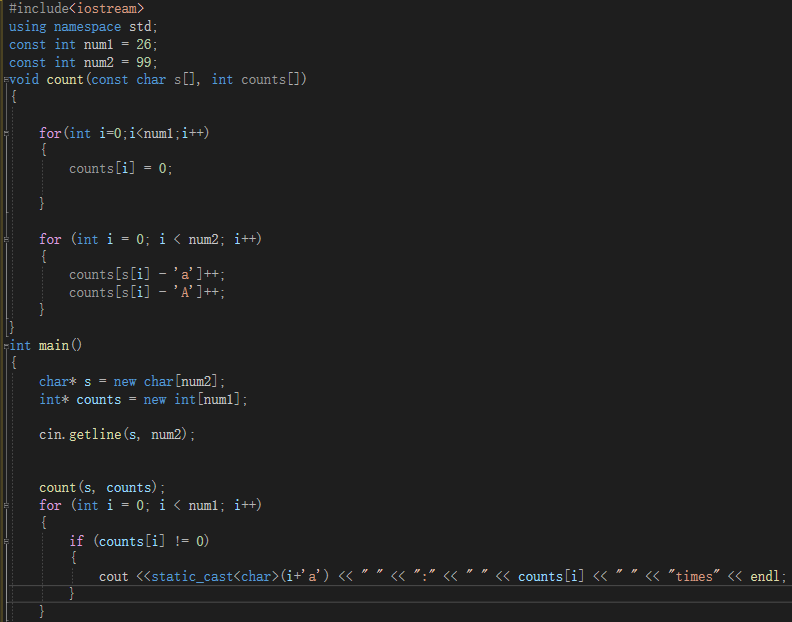 #include<iostream>
using namespace std;
const int num1 = 26;
const int num2 = 99;
void count(const char s[], int counts[])
{
for(int i=0;i<num1;i++)
{
counts[i] = 0;
}
for (int i = 0; i < num2; i++)
{
counts[s[i] - 'a']++;
counts[s[i] - 'A']++;
}
}
int main()
{
char* s = new char[num2];
int* counts = new int[num1];
cin.getline(s, num2);
count(s, counts);
for (int i = 0; i < num1; i++)
{
if (counts[i] != 0)
{
cout <<static_cast<char>(i+'a') << " " << ":" << " " << counts[i] << " " << "times" << endl;
}
}